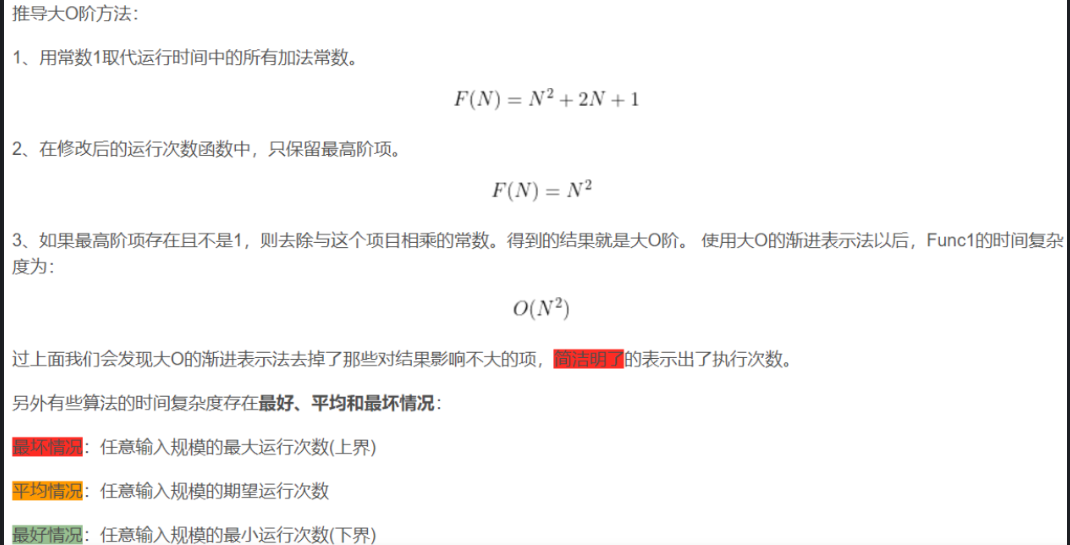 推导大O阶方法：
1、用常数1取代运行时间中的所有加法常数。
F(N) = N² + 2N + 1
2、在修改后的运行次数函数中，只保留最高阶项。
F(N) = N²
3、如果最高阶项存在且不是1，则去除与这个项目相乘的常数。得到的结果就是大O阶。 使用大O的渐进表示法以后，Func1的时间复杂
度为：
O(N²)
过上面我们会发现大O的渐进表示法去掉了那些对结果影响不大的项，简洁明了的表示出了执行次数。
另外有些算法的时间复杂度存在最好、平均和最坏情况：
最坏情况：任意输入规模的最大运行次数(上界)
平均情况：任意输入规模的期望运行次数
最好情况：任意输入规模的最小运行次数(下界)